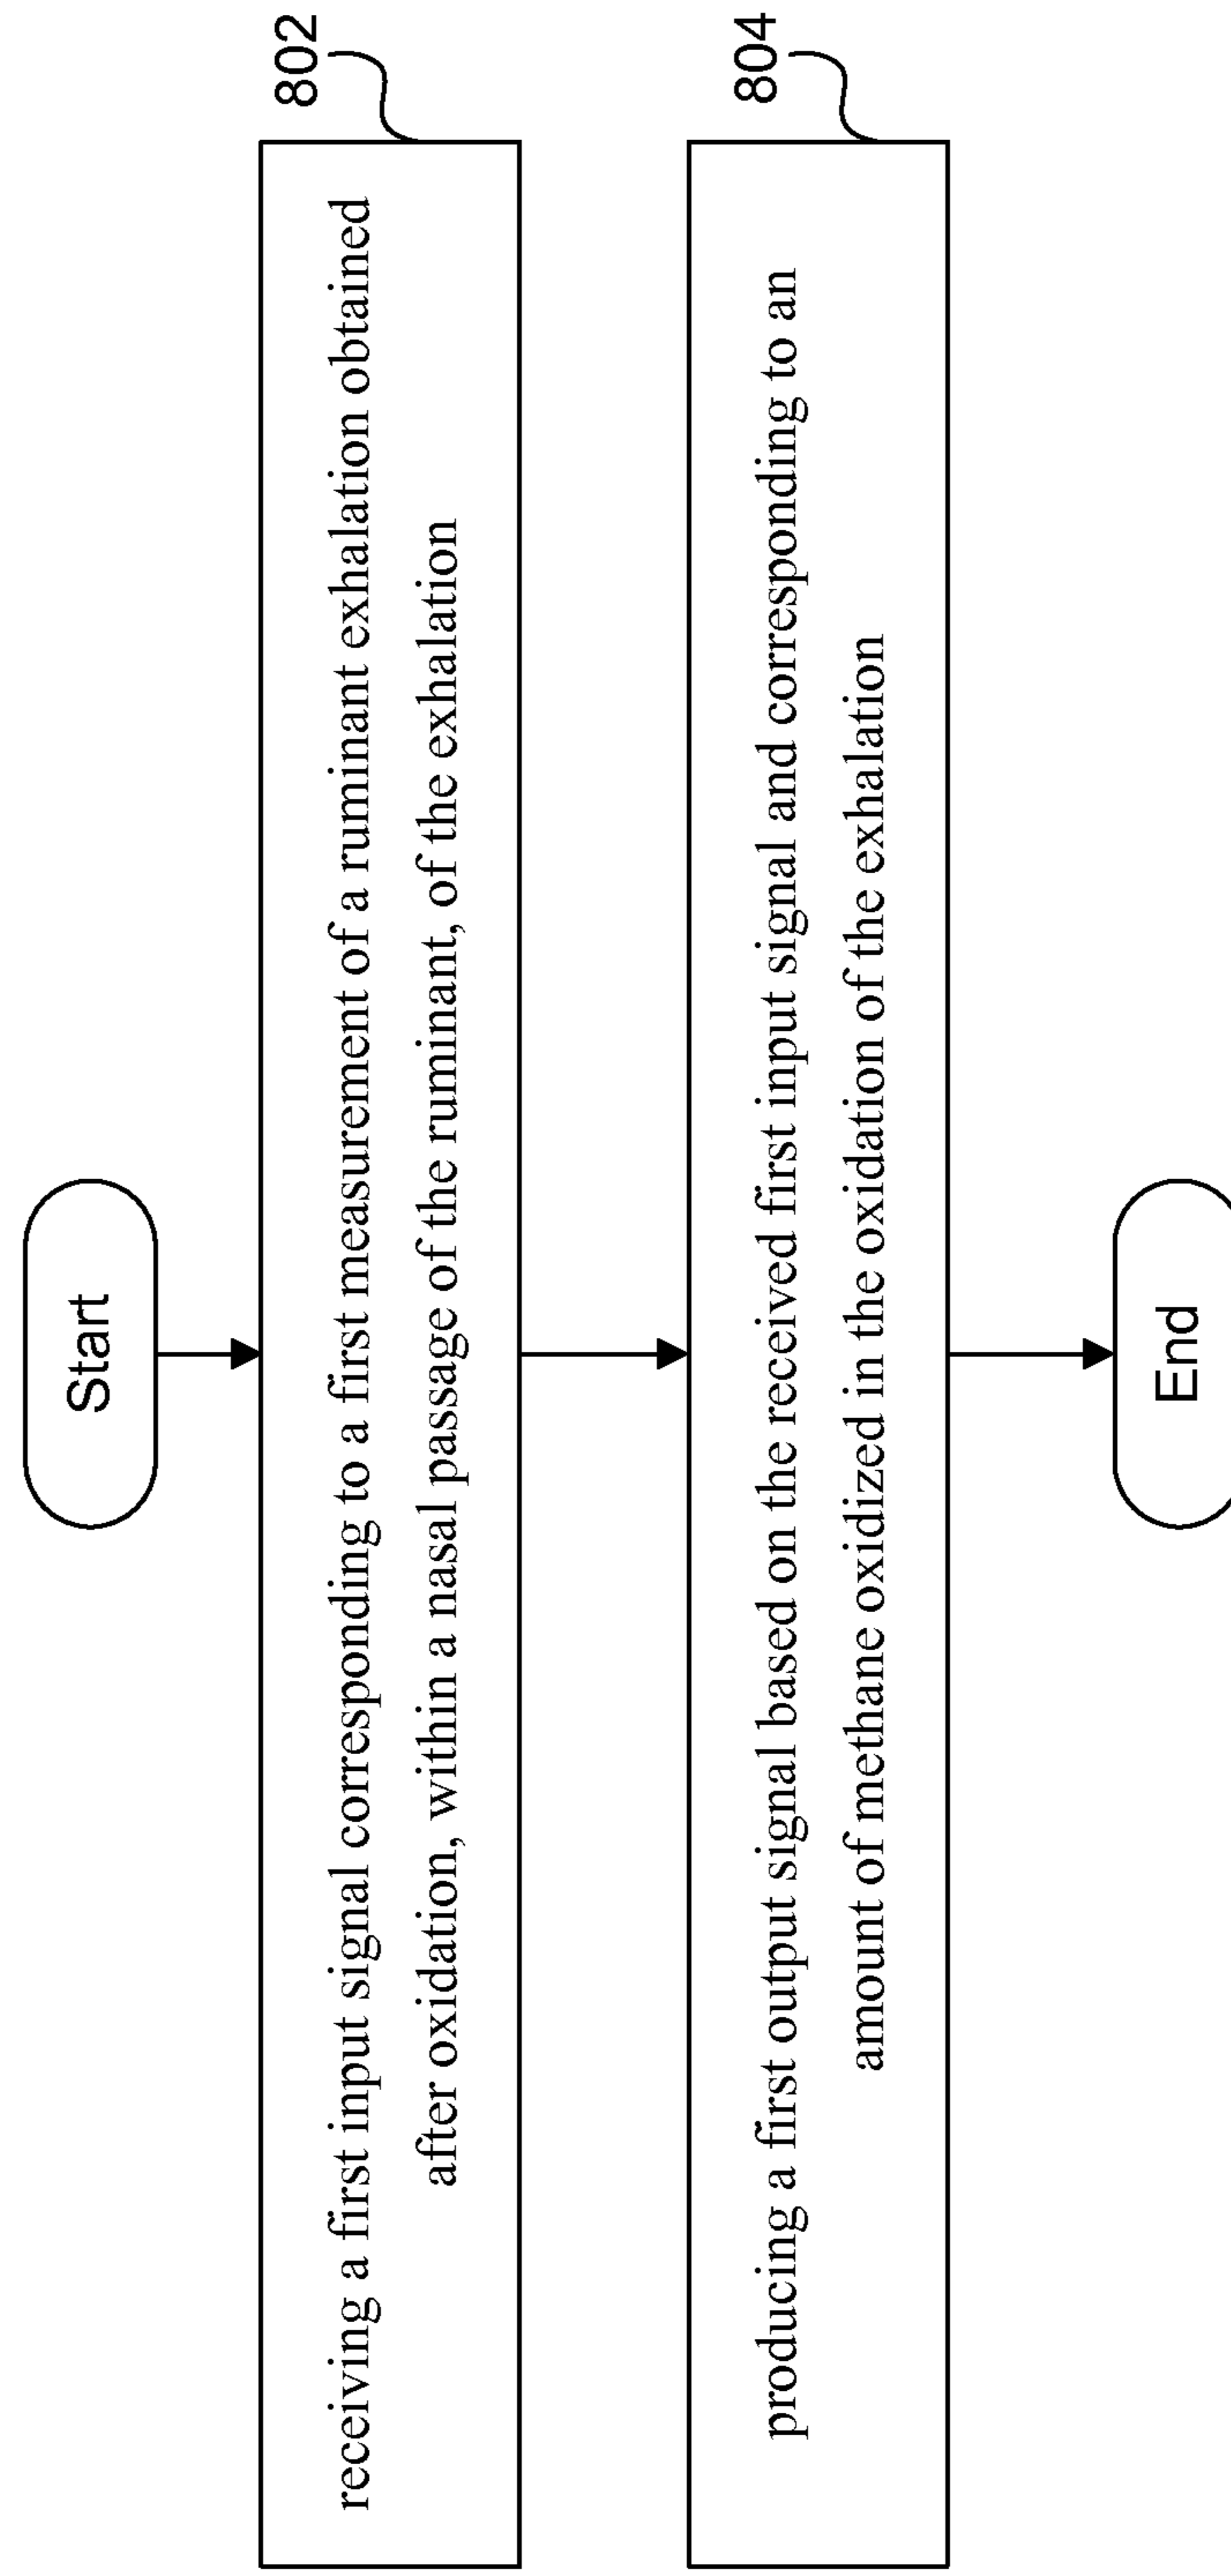 Start
802
receiving a first input signal corresponding to a first measurement of a ruminant exhalation obtained
after oxidation, within a nasal passage of the ruminant, of the exhalation
804
producing a first output signal based on the received first input signal and corresponding to an
amount of methane oxidized in the oxidation of the exhalation
End